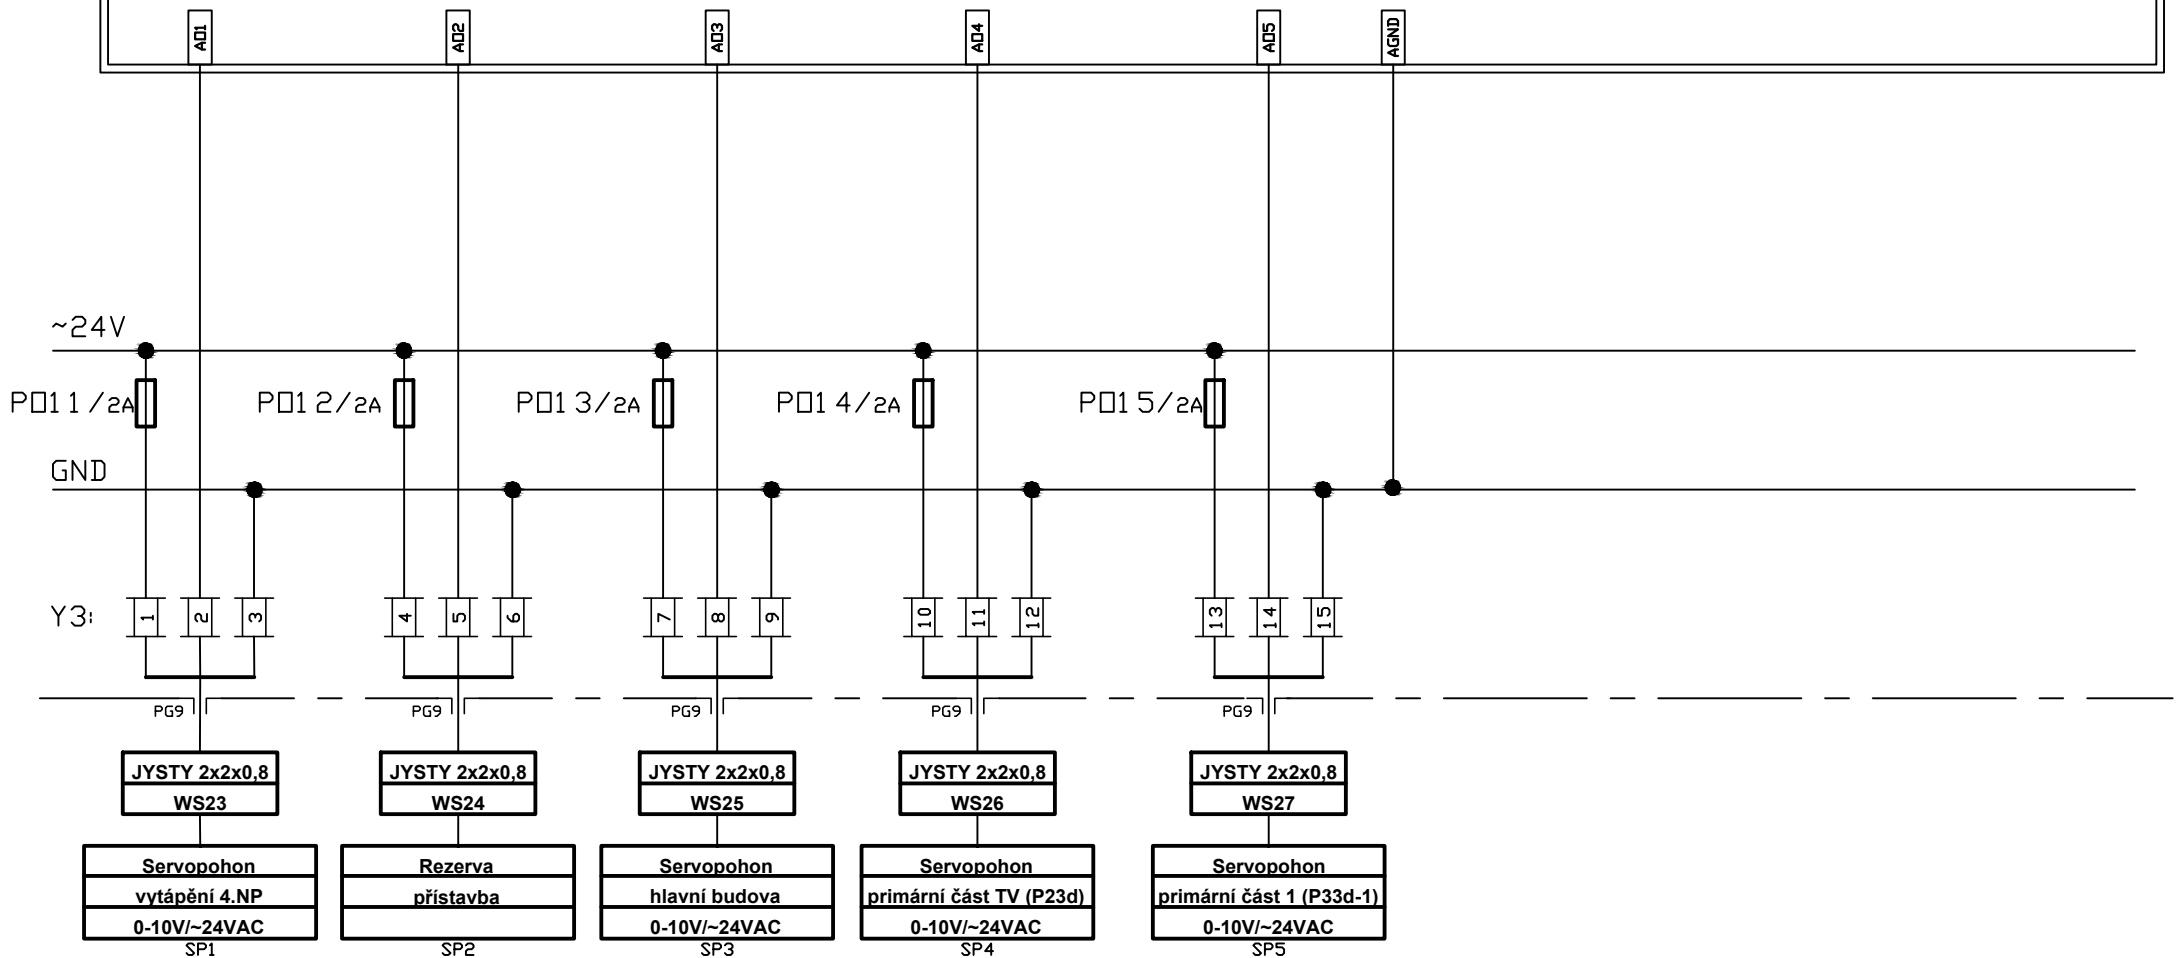 AO1 AO2 AO3 AO4 AO5 AGND
~24V
PO11/2A PO12/2A PO13/2A PO14/2A PO15/2A
GND
Y3: 1 2 3 4 5 6 7 8 9 10 11 12 13 14 15
PG9 PG9 PG9 PG9 PG9
JYSTY 2x2x0,8 JYSTY 2x2x0,8 JYSTY 2x2x0,8 JYSTY 2x2x0,8 JYSTY 2x2x0,8
WS23 WS24 WS25 WS26 WS27
Servopohon Rezerva Servopohon Servopohon Servopohon
vytápění 4.NP přístavba hlavní budova primární část TV (P23d) primární část 1 (P33d-1)
0-10V/~24VAC 0-10V/~24VAC 0-10V/~24VAC 0-10V/~24VAC
SP1 SP2 SP3 SP4 SP5